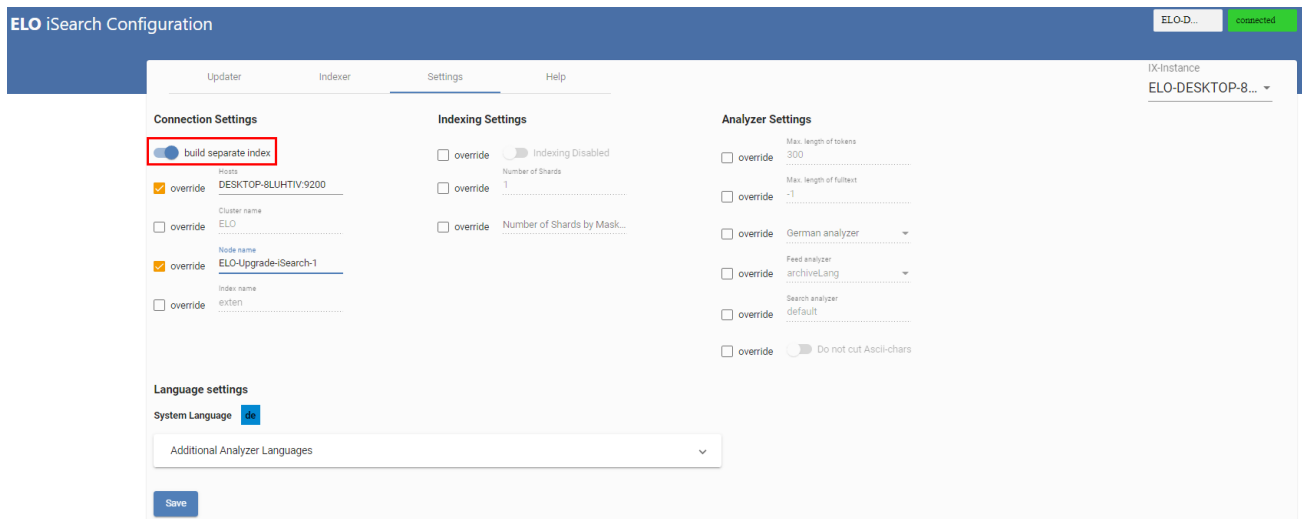 ELO iSearch Configuration
ELO-D...
connected
Updater
Indexer
Settings
Help
IX-Instance
ELO-DESKTOP-8...
Connection Settings
build separate index
Hosts
override DESKTOP-8LUHTIV:9200
Cluster name
override ELO
Node name
override ELO-Upgrade-iSearch-1
Index name
override exten
Indexing Settings
override Indexing Disabled
Number of Shards
override 1
override Number of Shards by Mask...
Analyzer Settings
Max. length of tokens
override 300
Max. length of fulltext
override -1
override German analyzer
Feed analyzer
override archiveLang
Search analyzer
override default
override Do not cut Ascii-chars
Language settings
System Language de
Additional Analyzer Languages
Save